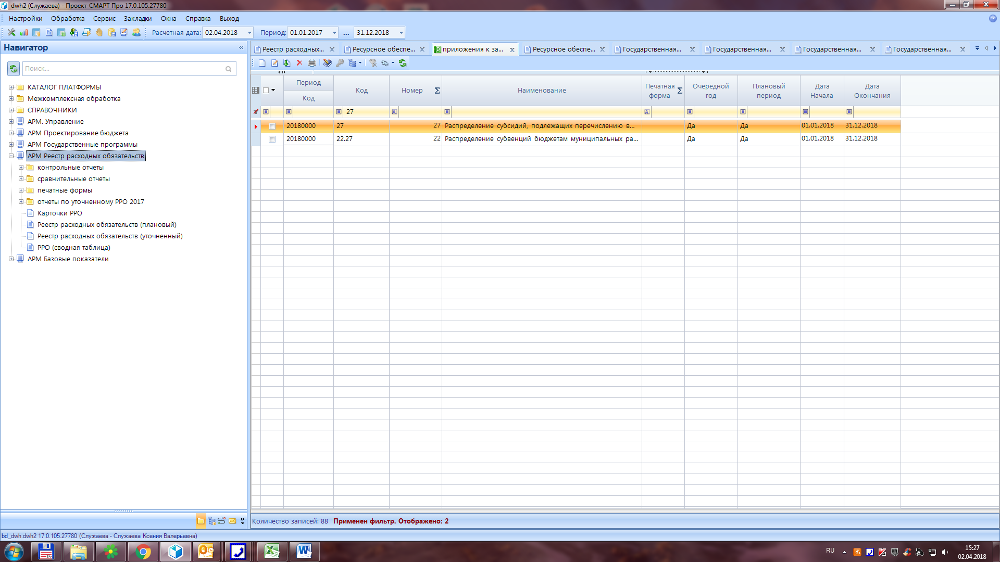 dwh2 (Служаева) - Проект-СМАРТ Про 17.0.105.27780
Настройки Обработка Сервис Закладки Окна Справка Выход
Расчетная дата: 02.04.2018 Период: 01.01.2017 ... 31.12.2018
Навигатор
Поиск...
КАТАЛОГ ПЛАТФОРМЫ
Межкомплексная обработка
СПРАВОЧНИКИ
АРМ. Управление
АРМ Проектирование бюджета
АРМ Государственные программы
АРМ Реестр расходных обязательств
контрольные отчеты
сравнительные отчеты
печатные формы
отчеты по уточненному РРО 2017
Карточки РРО
Реестр расходных обязательств (плановый)
Реестр расходных обязательств (уточненный)
РРО (сводная таблица)
АРМ Базовые показатели
Реестр расходных... Ресурсное обеспе... приложения к за... Ресурсное обеспе... Государственная... Государственная... Государственная... Государственная...
Период
Код
Код
Номер Σ
Наименование
Печатная форма Σ
Очередной год
Плановый период
Дата Начала
Дата Окончания
27
20180000 27 27 Распределение субсидий, подлежащих перечислению в... Да Да 01.01.2018 31.12.2018
20180000 22.27 22 Распределение субвенций бюджетам муниципальных ра... Да Да 01.01.2018 31.12.2018
Количество записей: 88 Применен фильтр. Отображено: 2
bd_dwh.dwh2 17.0.105.27780 (Служаева - Служаева Ксения Валерьевна)
64
RU
15:27
02.04.2018